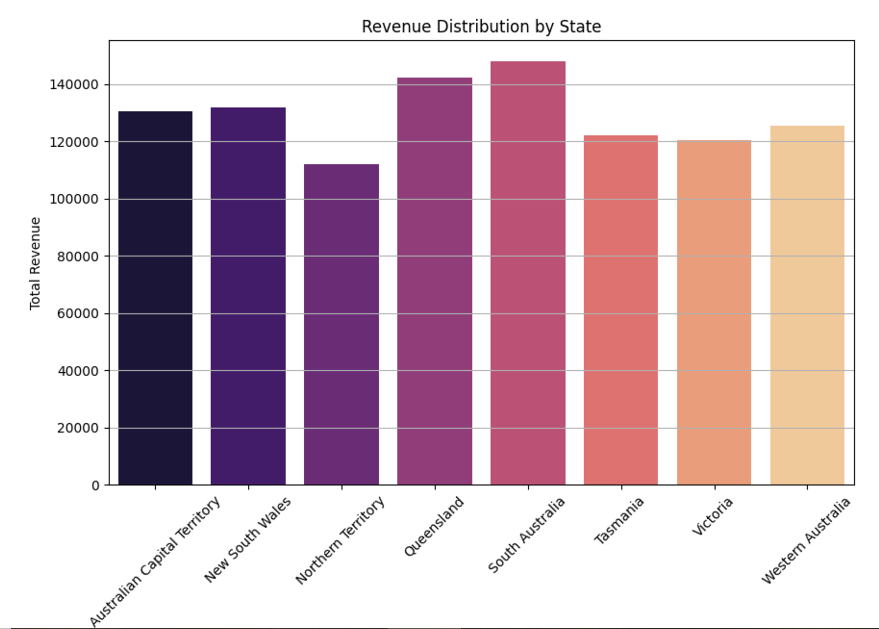 Revenue Distribution by State
Total Revenue
140000
120000
100000
80000
60000
40000
20000
0
Australian Capital Territory
New South Wales
Northern Territory
Queensland
South Australia
Tasmania
Victoria
Western Australia